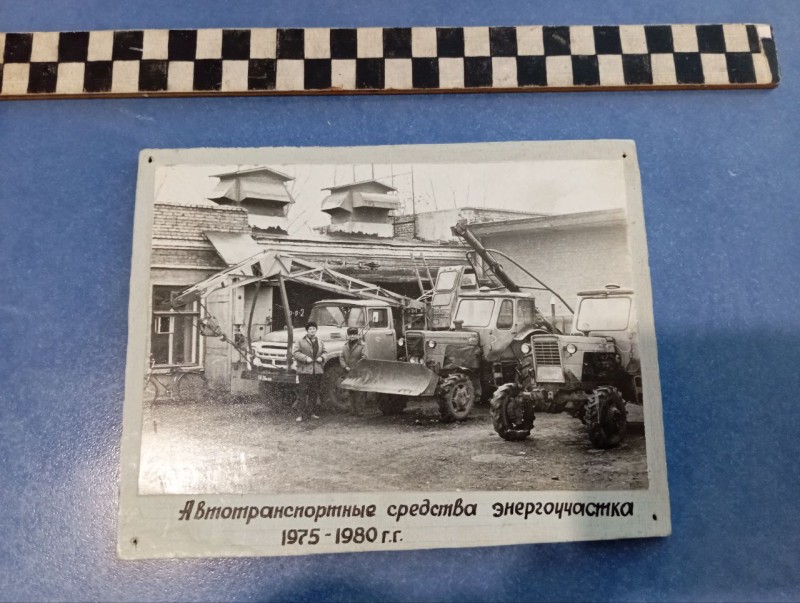 Автотранспортные средства энергоучастка
1975-1980 г.г.